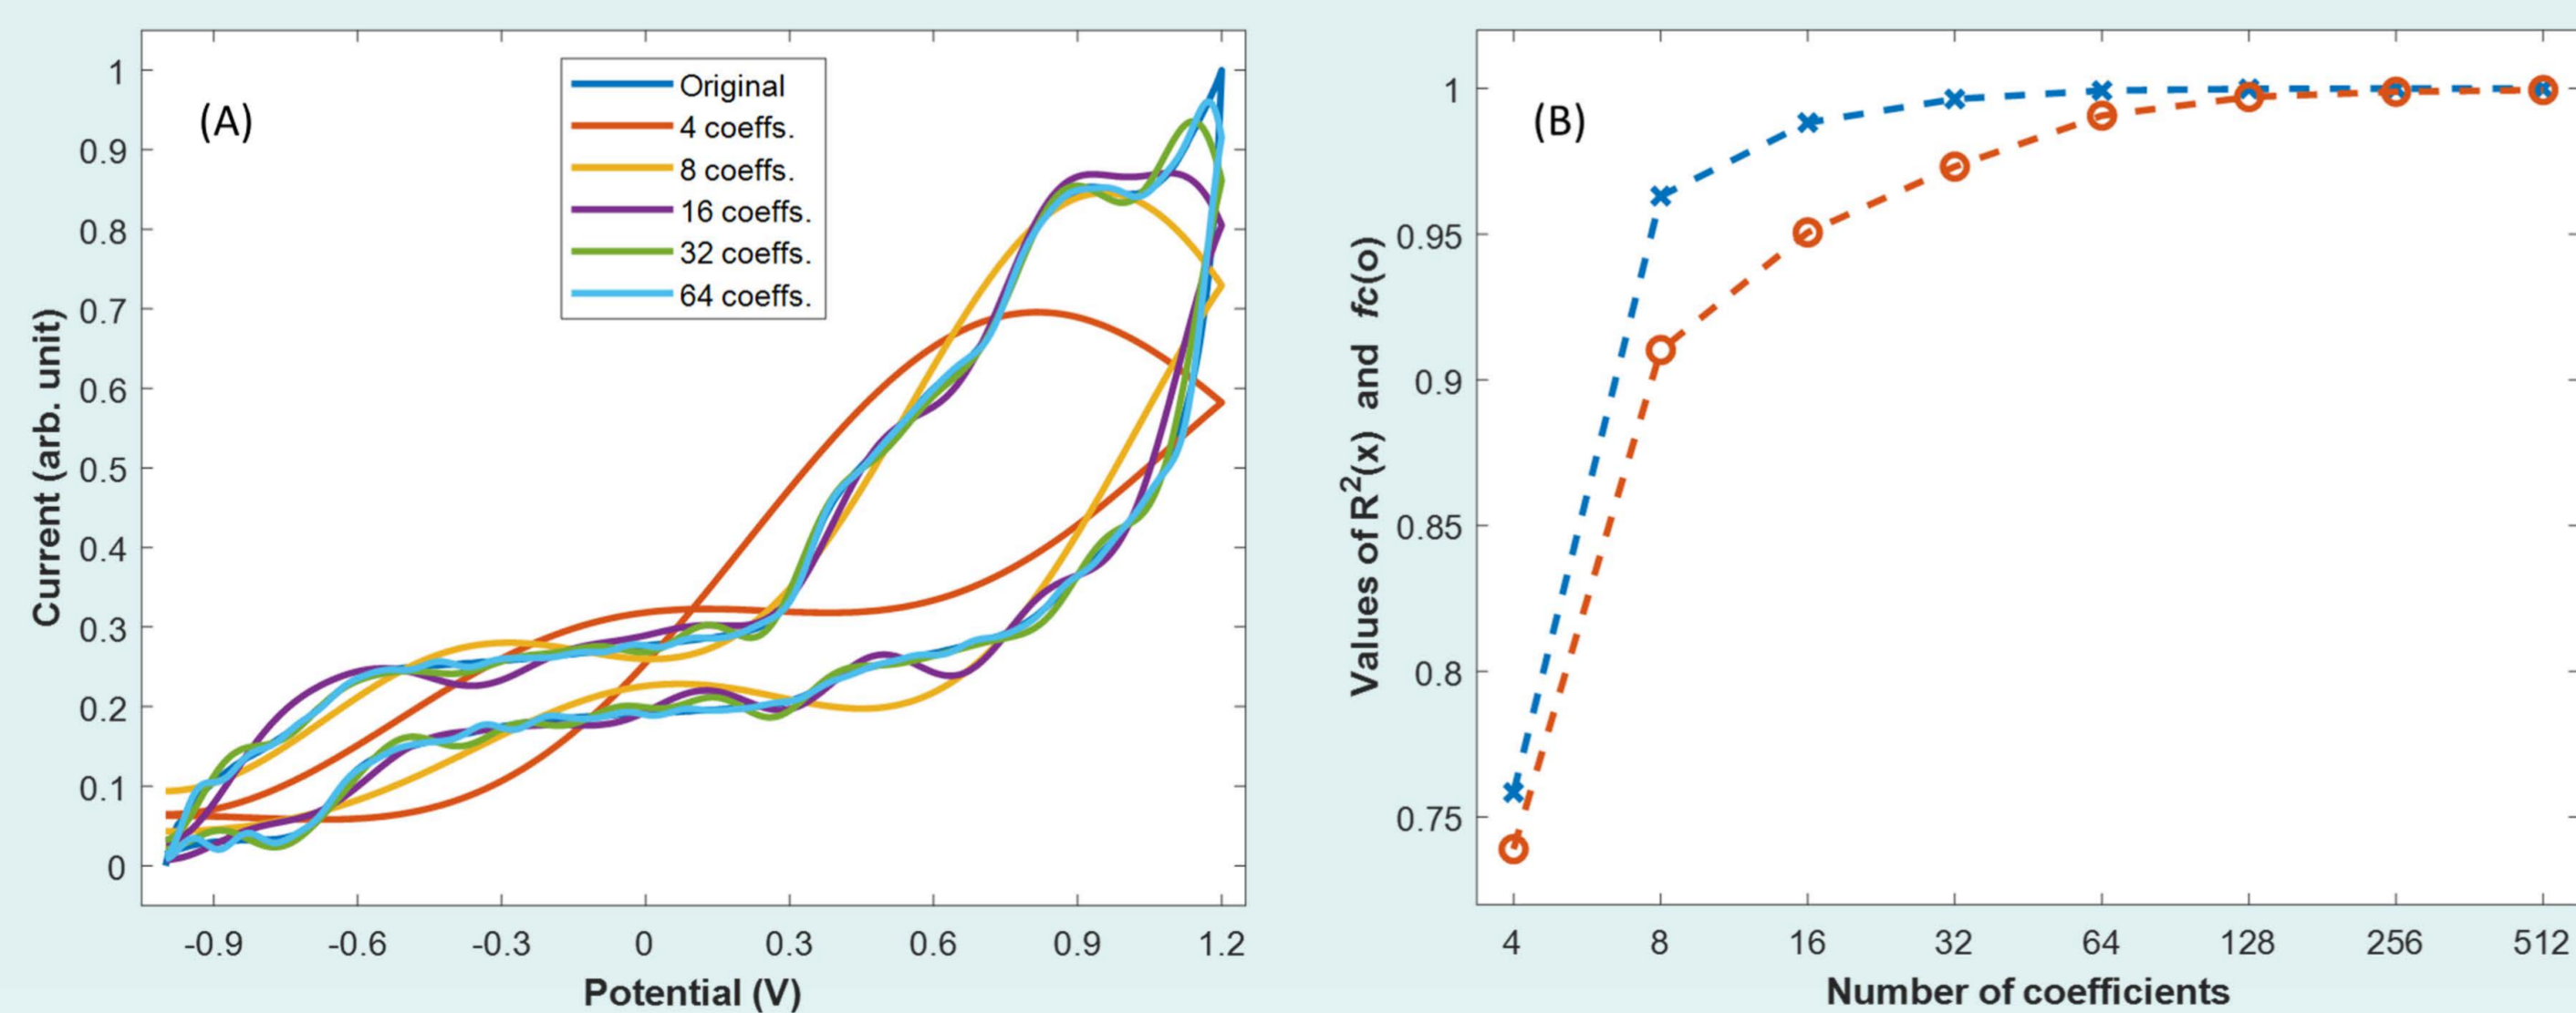 (A)
Original
4 coeffs.
8 coeffs.
16 coeffs.
32 coeffs.
64 coeffs.
1
0.9
0.8
0.7
0.6
0.5
0.4
0.3
0.2
0.1
0
Current (arb. unit)
-0.9 -0.6 -0.3 0 0.3 0.6 0.9 1.2
Potential (V)
(B)
1
0.95
0.9
0.85
0.8
0.75
Values of R²(x) and fc(o)
4 8 16 32 64 128 256 512
Number of coefficients